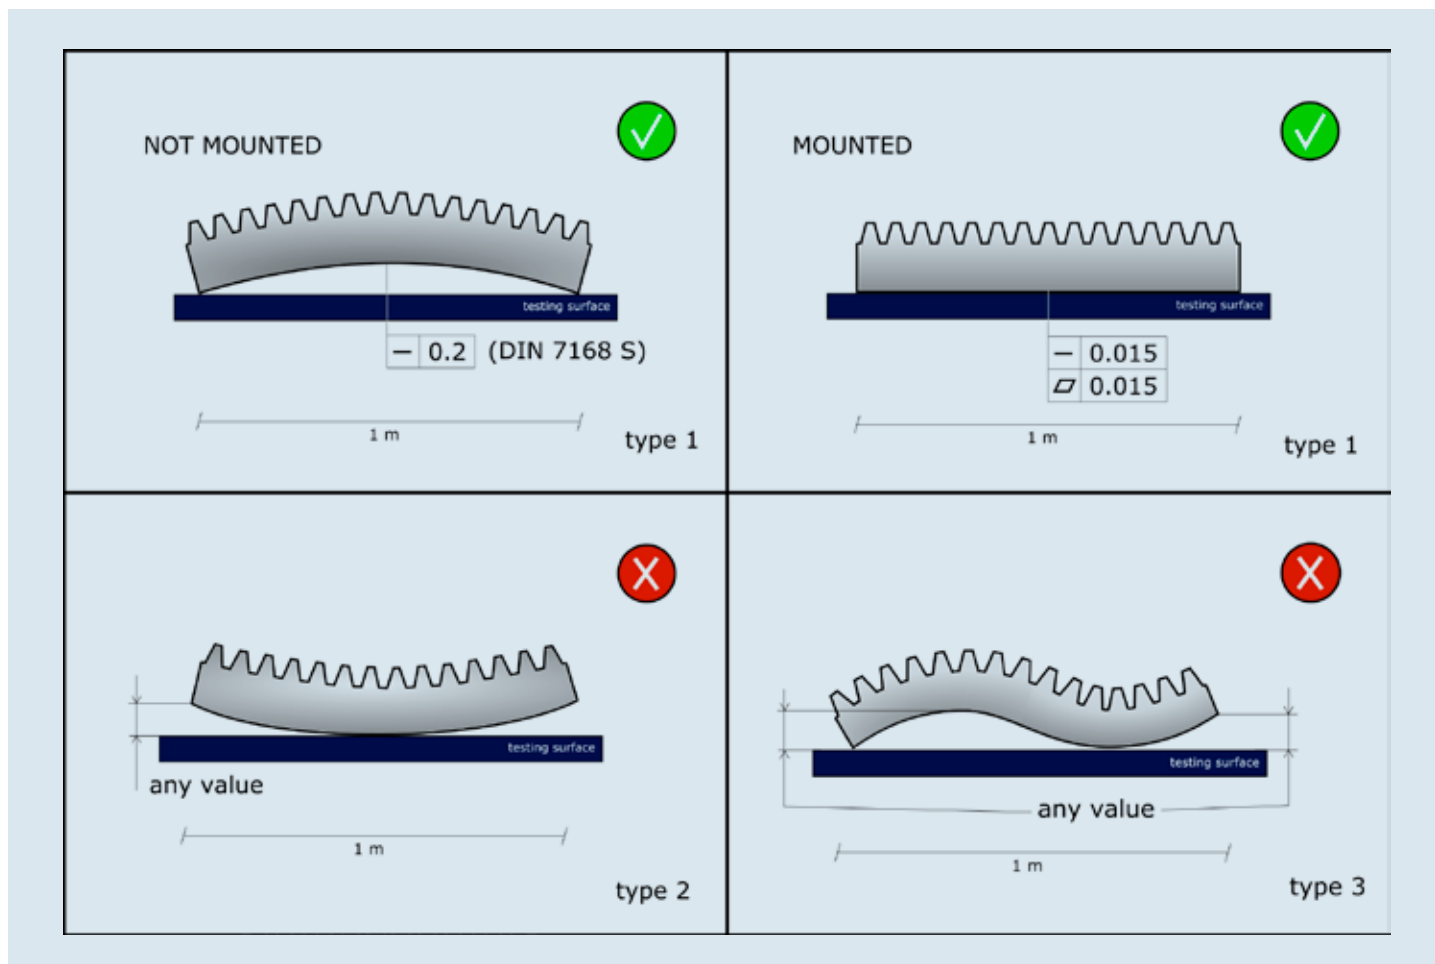 NOT MOUNTED
testing surface
0.2 (DIN 7168 S)
1 m
type 1
MOUNTED
testing surface
0.015
0.015
1 m
type 1
testing surface
any value
1 m
type 2
testing surface
any value
1 m
type 3